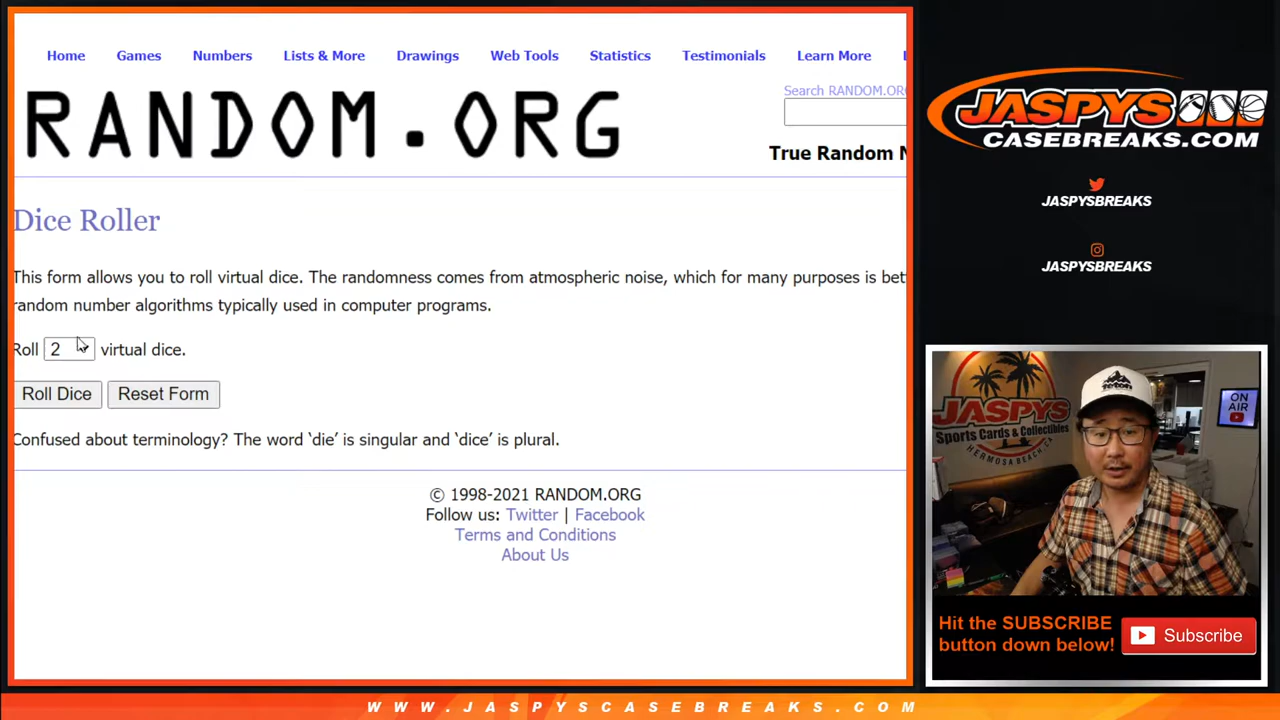 Home Games Numbers Lists & More Drawings Web Tools Statistics Testimonials Learn More
RANDOM.ORG
Search RANDOM.OR
True Random
Dice Roller
This form allows you to roll virtual dice. The randomness comes from atmospheric noise, which for many purposes is bet
random number algorithms typically used in computer programs.
Roll 2 virtual dice.
Roll Dice Reset Form
Confused about terminology? The word ‘die’ is singular and ‘dice’ is plural.
© 1998-2021 RANDOM.ORG
Follow us: Twitter | Facebook
Terms and Conditions
About Us
JASPYS
CASEBREAKS.COM
JASPYSBREAKS
JASPYSBREAKS
JASPYS
Sports Cards & Collectibles
HERMOSA BEACH, CA
teton
ON
AIR
Hit the SUBSCRIBE
button down below!
Subscribe
WWW.JASPYSCASEBREAKS.COM